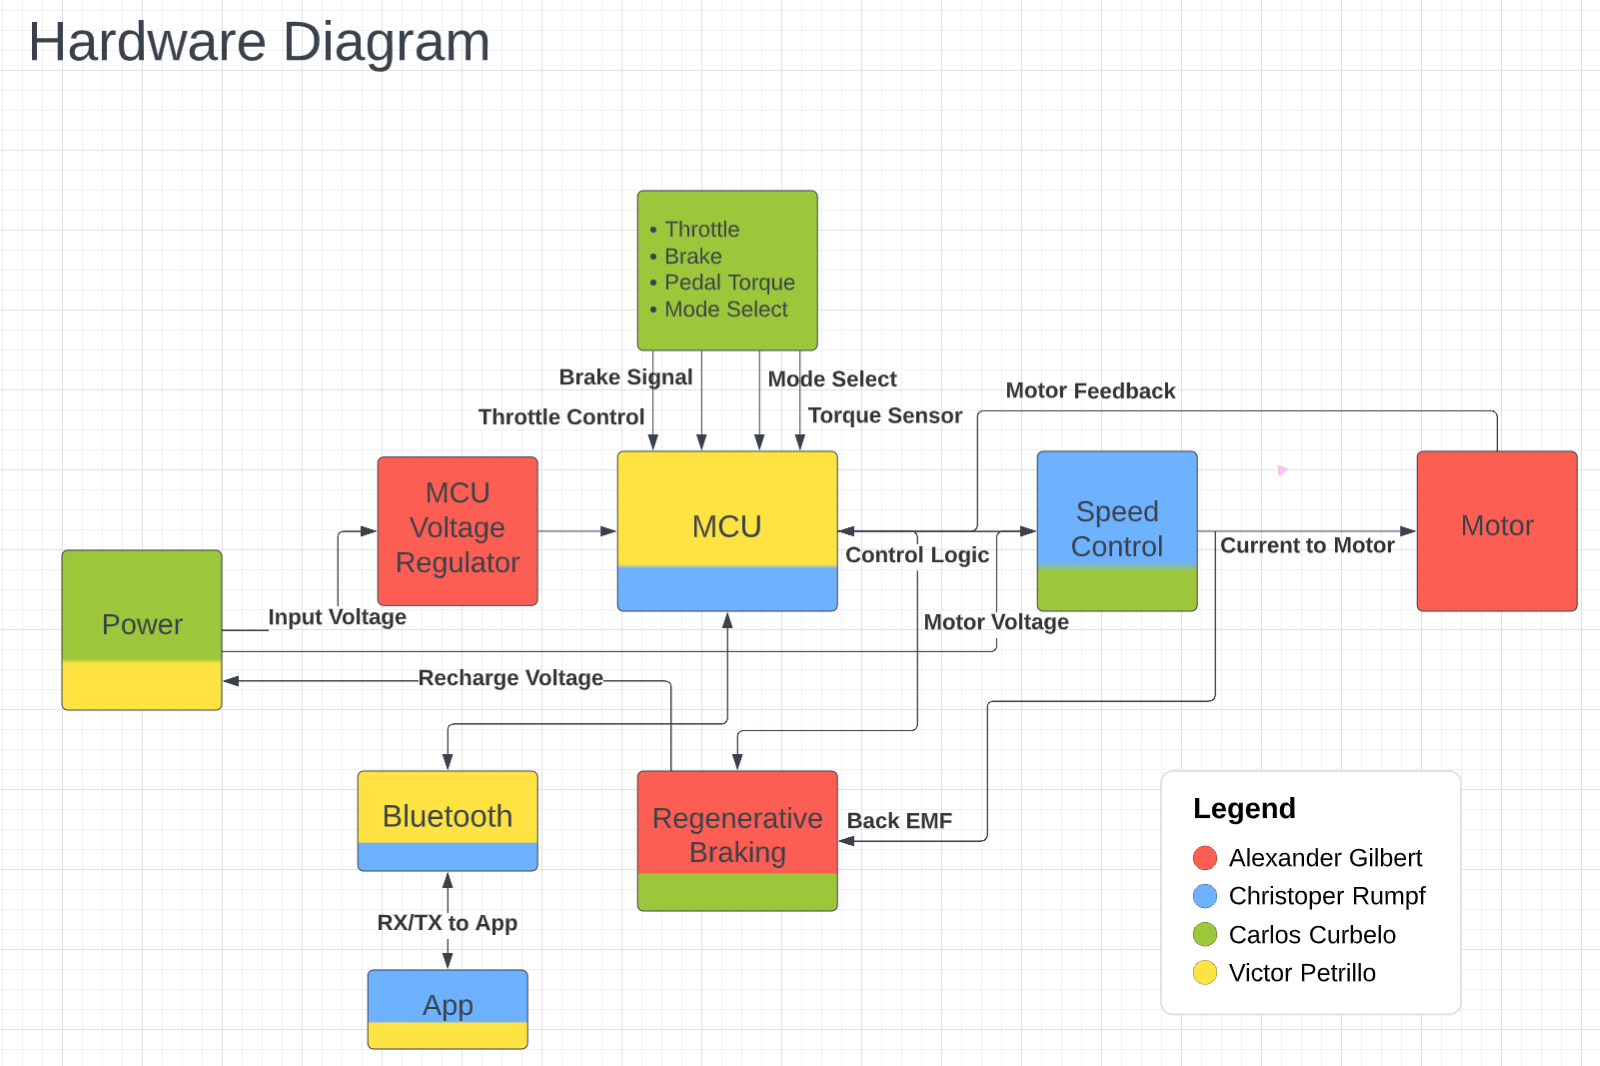 Hardware Diagram
• Throttle
• Brake
• Pedal Torque
• Mode Select
Brake Signal
Mode Select
Throttle Control
Torque Sensor
Motor Feedback
MCU
Voltage
Regulator
MCU
Speed
Control
Motor
Control Logic
Current to Motor
Power
Input Voltage
Motor Voltage
Recharge Voltage
Bluetooth
Regenerative
Braking
Back EMF
RX/TX to App
App
Legend
Alexander Gilbert
Christoper Rumpf
Carlos Curbelo
Victor Petrillo